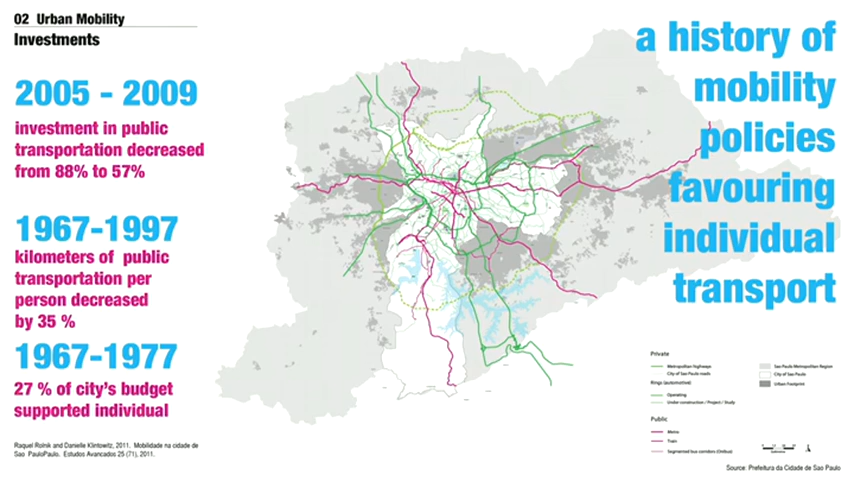 02 Urban Mobility
Investments
2005 - 2009
investment in public
transportation decreased
from 88% to 57%
1967-1997
kilometers of public
transportation per
person decreased
by 35 %
1967-1977
27 % of city's budget
supported individual
Raquel Rolnik and Danielle Klintowitz, 2011. Mobilidade na cidade de
Sao PauloPaulo. Estudos Avancados 25 (71), 2011.
a history of
mobility
policies
favouring
individual
transport
Private
Metropolitan highways
City of Sao Paulo roads
Rings (automotive)
Operating
Under construction / Project / Study
Public
Metro
Train
Segmented bus corridors (Onibus)
Sao Paulo Metropolitan Region
City of Sao Paulo
Urban Footprint
Source: Prefeitura da Cidade de Sao Paulo